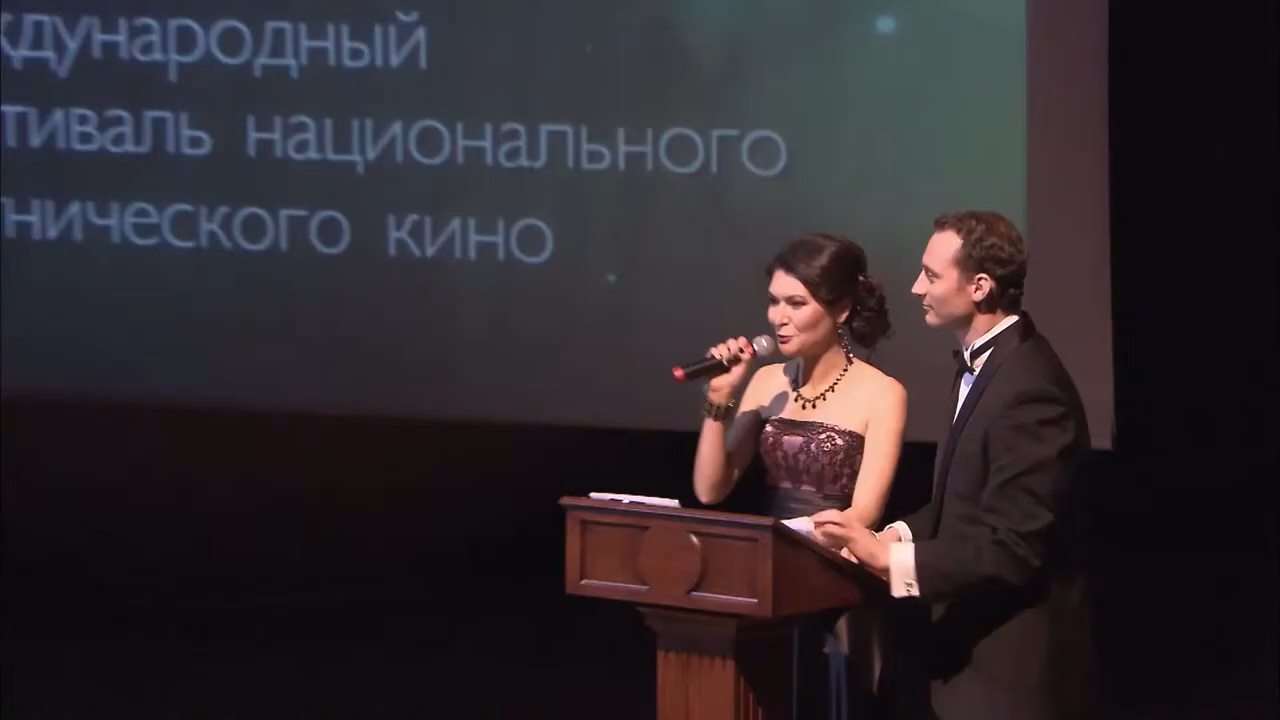 ждународный
тиваль национального
нического кино